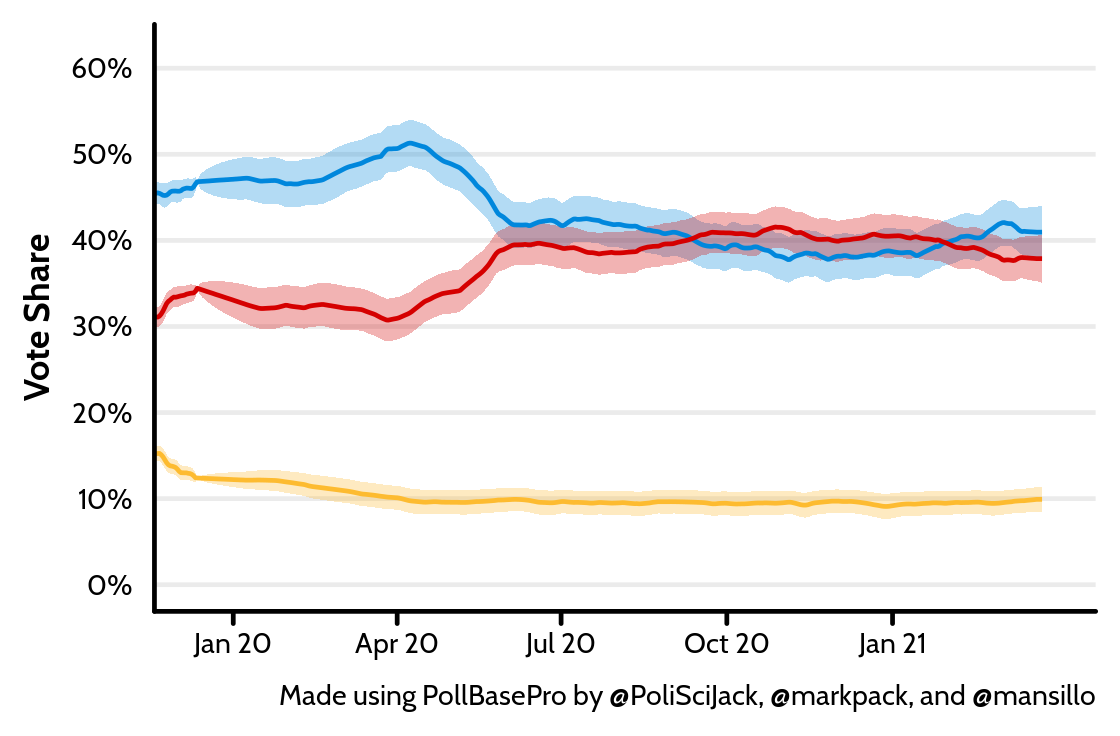 Vote Share
60%
50%
40%
30%
20%
10%
0%
Jan 20 Apr 20 Jul 20 Oct 20 Jan 21
Made using PollBasePro by @PoliSciJack, @markpack, and @mansillo